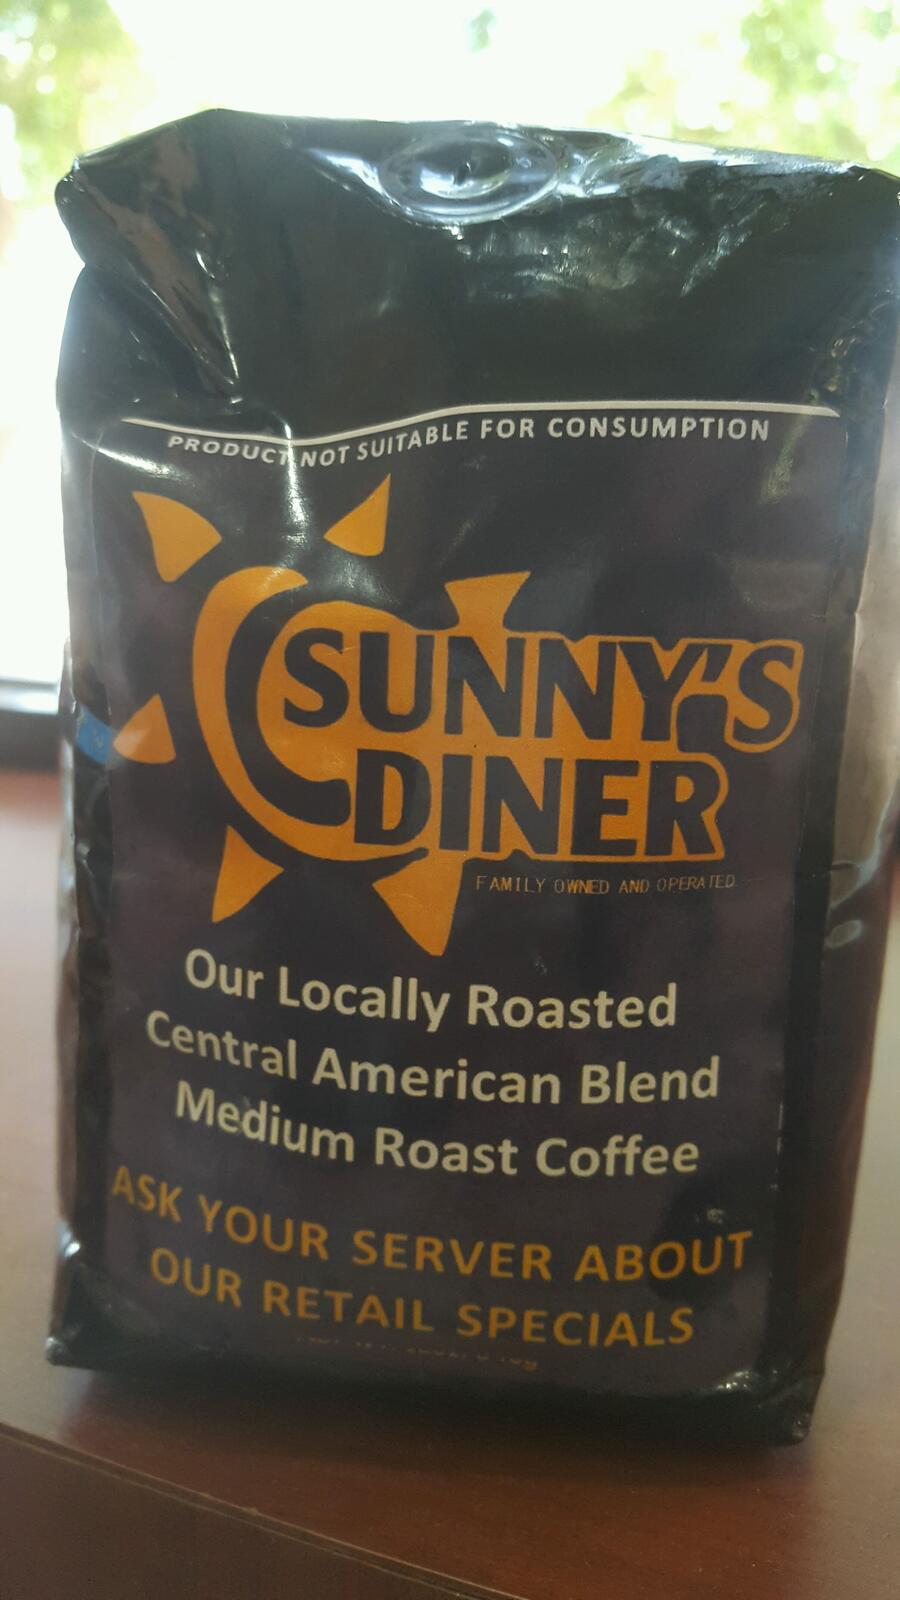 PRODUCT NOT SUITABLE FOR CONSUMPTION
SUNNY'S
DINER
FAMILY OWNED AND OPERATED
Our Locally Roasted
Central American Blend
Medium Roast Coffee
ASK YOUR SERVER ABOUT
OUR RETAIL SPECIALS